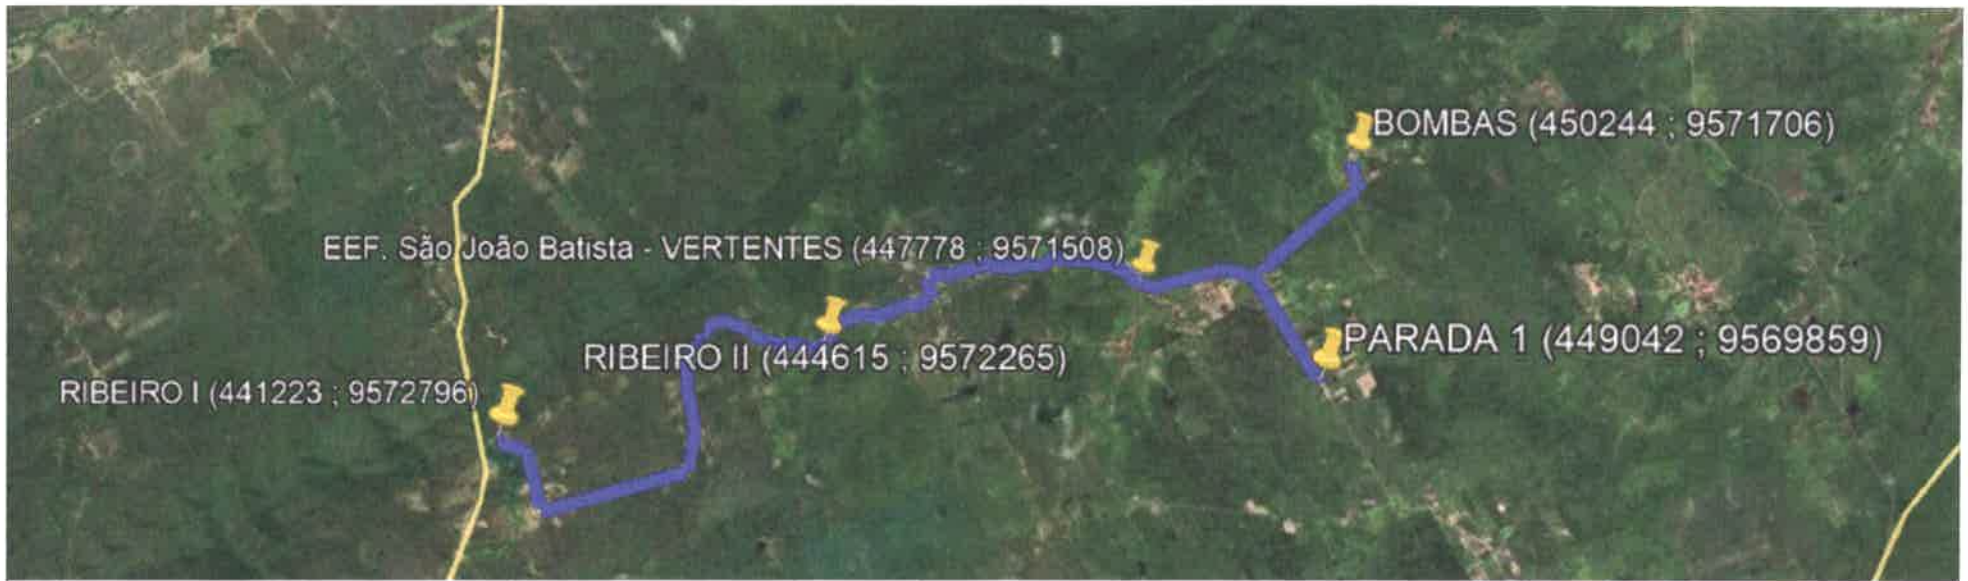 BOMBAS (450244 ; 9571706)
EEF. São João Batista - VERTENTES (447778 ; 9571508)
PARADA 1 (449042 ; 9569859)
RIBEIRO II (444615 ; 9572265)
RIBEIRO I (441223 ; 9572796)